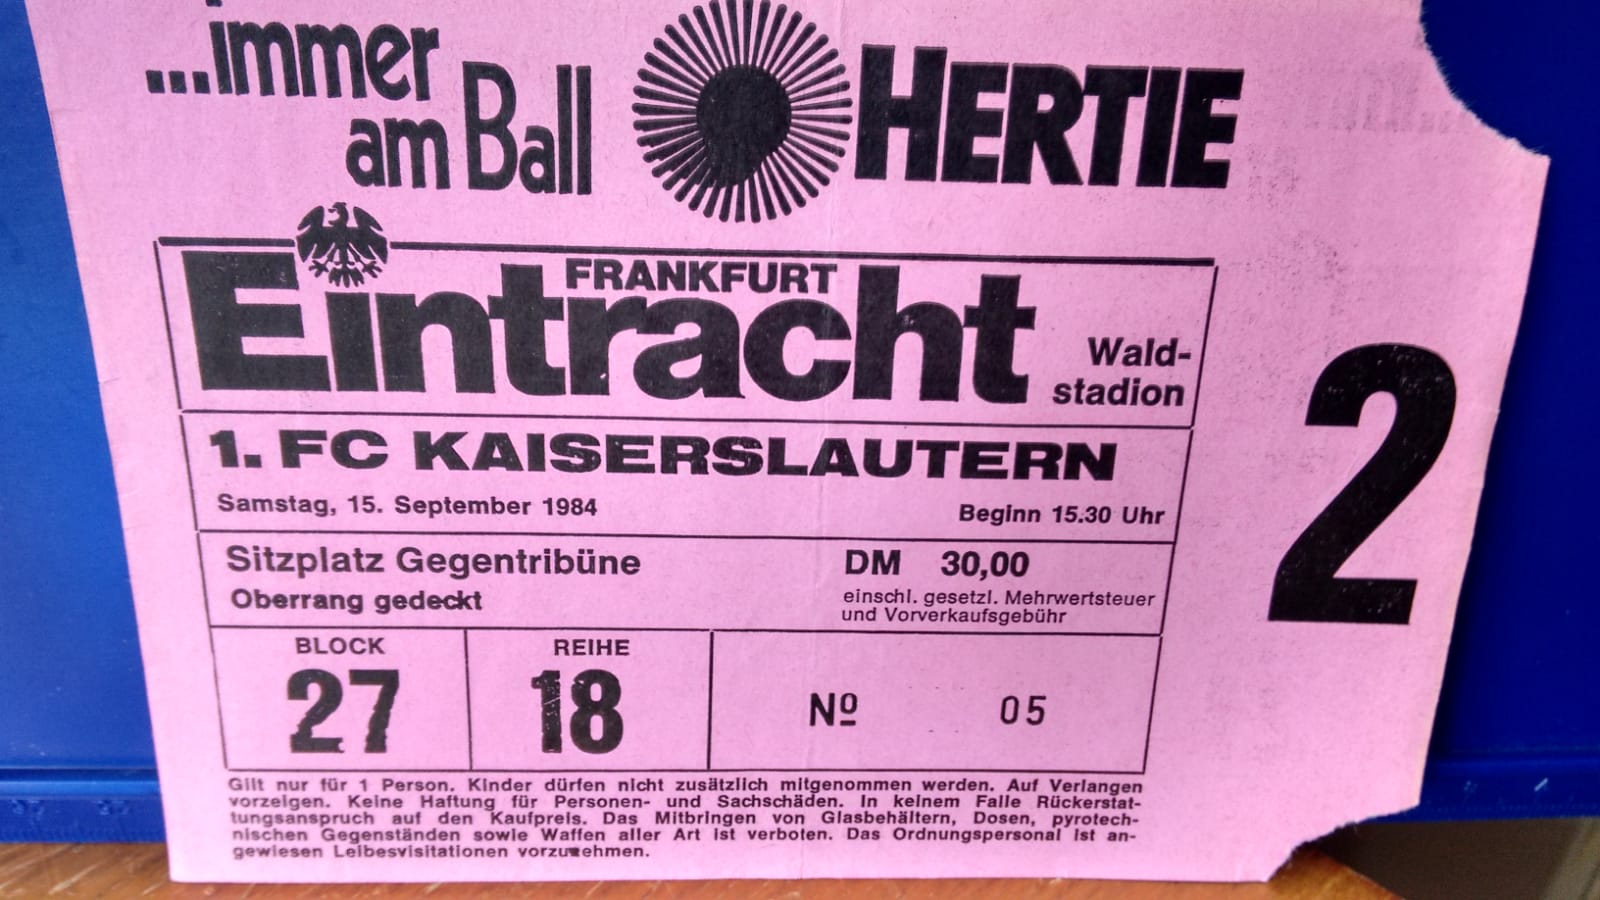 ...immer
am Ball
HERTIE
FRANKFURT
Eintracht
Wald-
stadion
1. FC KAISERSLAUTERN
Samstag, 15. September 1984
Beginn 15.30 Uhr
2
Sitzplatz Gegentribüne
Oberrang gedeckt
DM 30,00
einschl. gesetzl. Mehrwertsteuer
und Vorverkaufsgebühr
BLOCK
27
REIHE
18
Nº 05
Gilt nur für 1 Person. Kinder dürfen nicht zusätzlich mitgenommen werden. Auf Verlangen
vorzeigen. Keine Haftung für Personen- und Sachschäden. In keinem Falle Rückerstat-
tungsanspruch auf den Kaufpreis. Das Mitbringen von Glasbehältern, Dosen, pyrotech-
nischen Gegenständen sowie Waffen aller Art ist verboten. Das Ordnungspersonal ist an-
gewiesen Leibesvisitationen vorzunehmen.